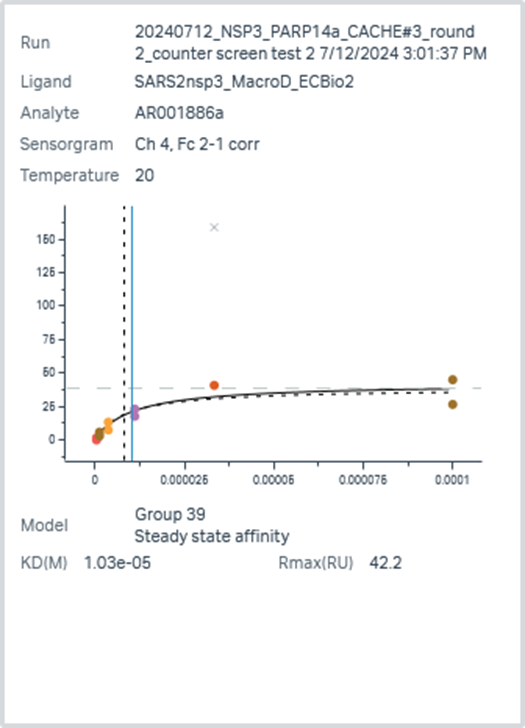 Run 20240712_NSP3_PARP14a_CACHE#3_round
2_counter screen test 2 7/12/2024 3:01:37 PM
Ligand SARS2nsp3_MacroD_ECBio2
Analyte AR001886a
Sensorgram Ch 4, Fc 2-1 corr
Temperature 20
150
125
100
75
50
25
0
0 0.000025 0.00005 0.000075 0.0001
Model Group 39
Steady state affinity
KD(M) 1.03e-05 Rmax(RU) 42.2